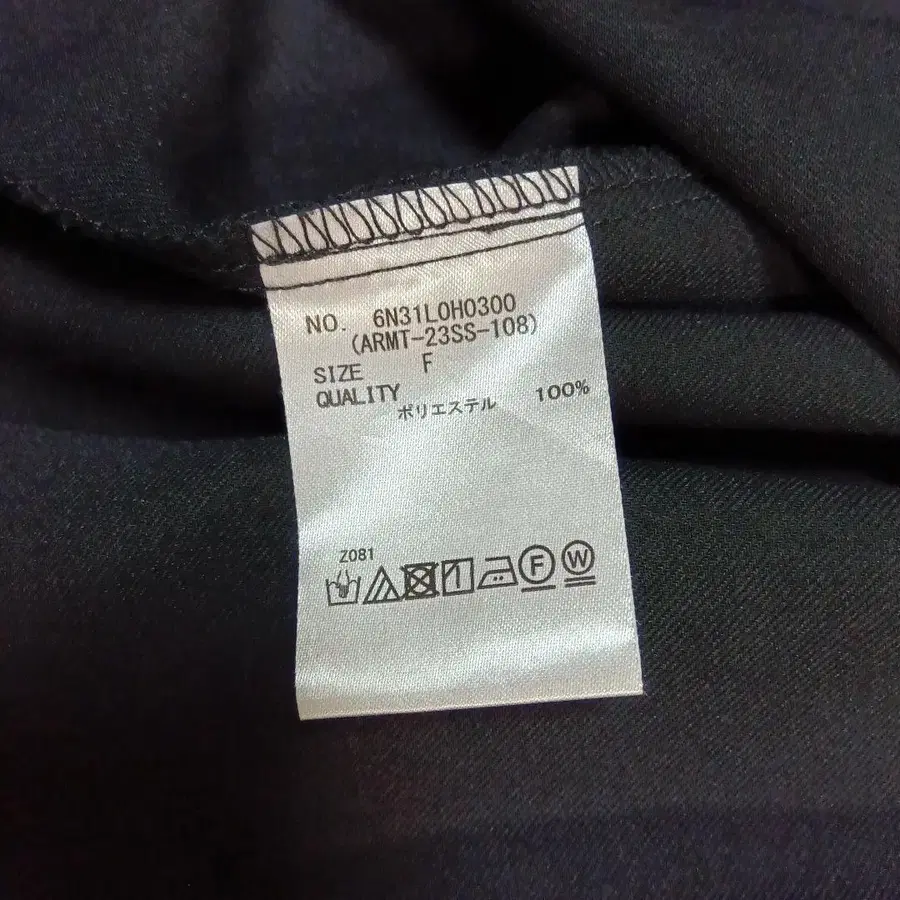 NO. 6N31L0H0300
(ARMT-23SS-108)
SIZE F
QUALITY
ポリエステル 100%
Z081
F W